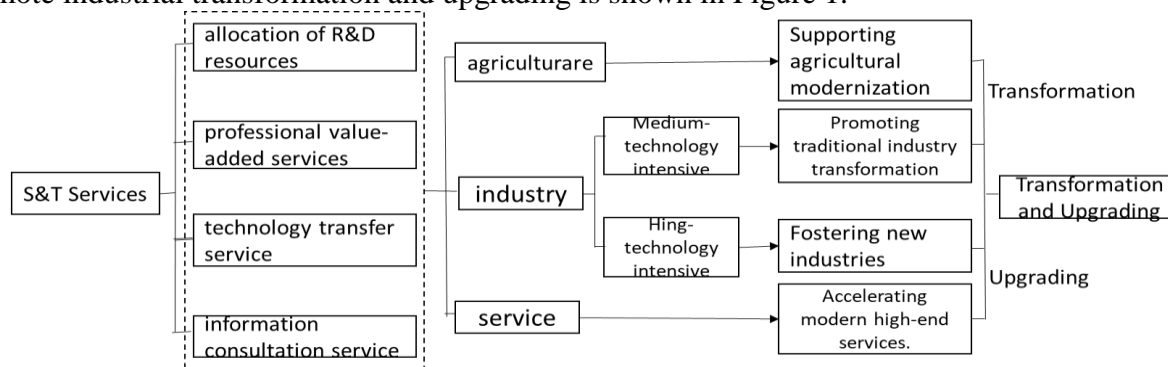 note industrial transformation and upgrading is shown in Figure 1.
S&T Services
allocation of R&D
resources
professional value-
added services
technology transfer
service
information
consultation service
agriculturare
industry
service
Medium-
technology
intensive
Hing-
technology
intensive
Supporting
agricultural
modernization
Promoting
traditional industry
transformation
Fostering new
industries
Accelerating
modern high-end
services.
Transformation
Upgrading
Transformation
and Upgrading